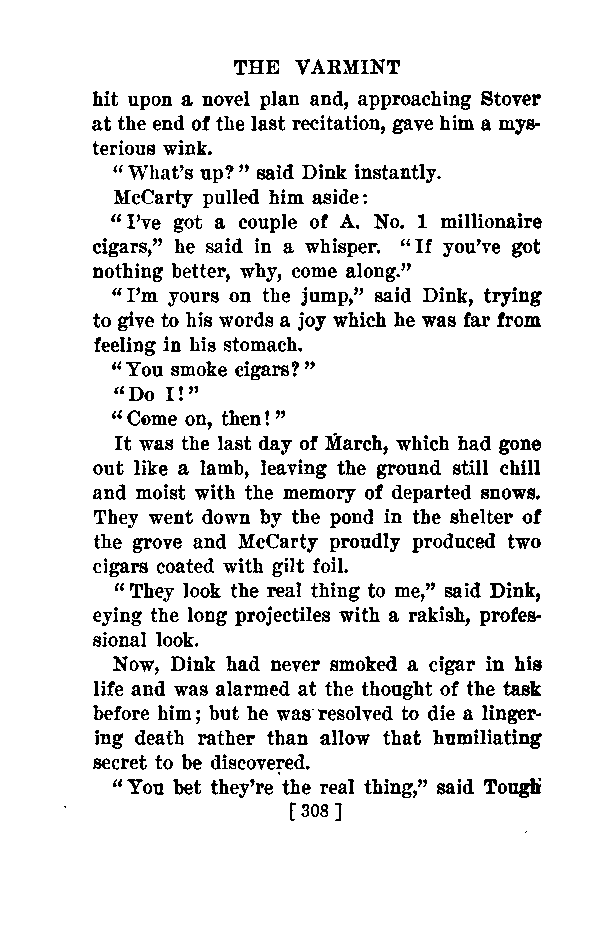 THE VARMINT
hit upon a novel plan and, approaching Stover
at the end of the last recitation, gave him a mys-
terious wink.
"What's up?" said Dink instantly.
McCarty pulled him aside:
"I've got a couple of A. No. 1 millionaire
cigars," he said in a whisper. "If you've got
nothing better, why, come along."
"I'm yours on the jump," said Dink, trying
to give to his words a joy which he was far from
feeling in his stomach.
"You smoke cigars?"
"Do I!"
"Come on, then!"
It was the last day of March, which had gone
out like a lamb, leaving the ground still chill
and moist with the memory of departed snows.
They went down by the pond in the shelter of
the grove and McCarty proudly produced two
cigars coated with gilt foil.
"They look the real thing to me," said Dink,
eying the long projectiles with a rakish, profes-
sional look.
Now, Dink had never smoked a cigar in his
life and was alarmed at the thought of the task
before him; but he was resolved to die a linger-
ing death rather than allow that humiliating
secret to be discovered.
"You bet they're the real thing," said Tough
[308]